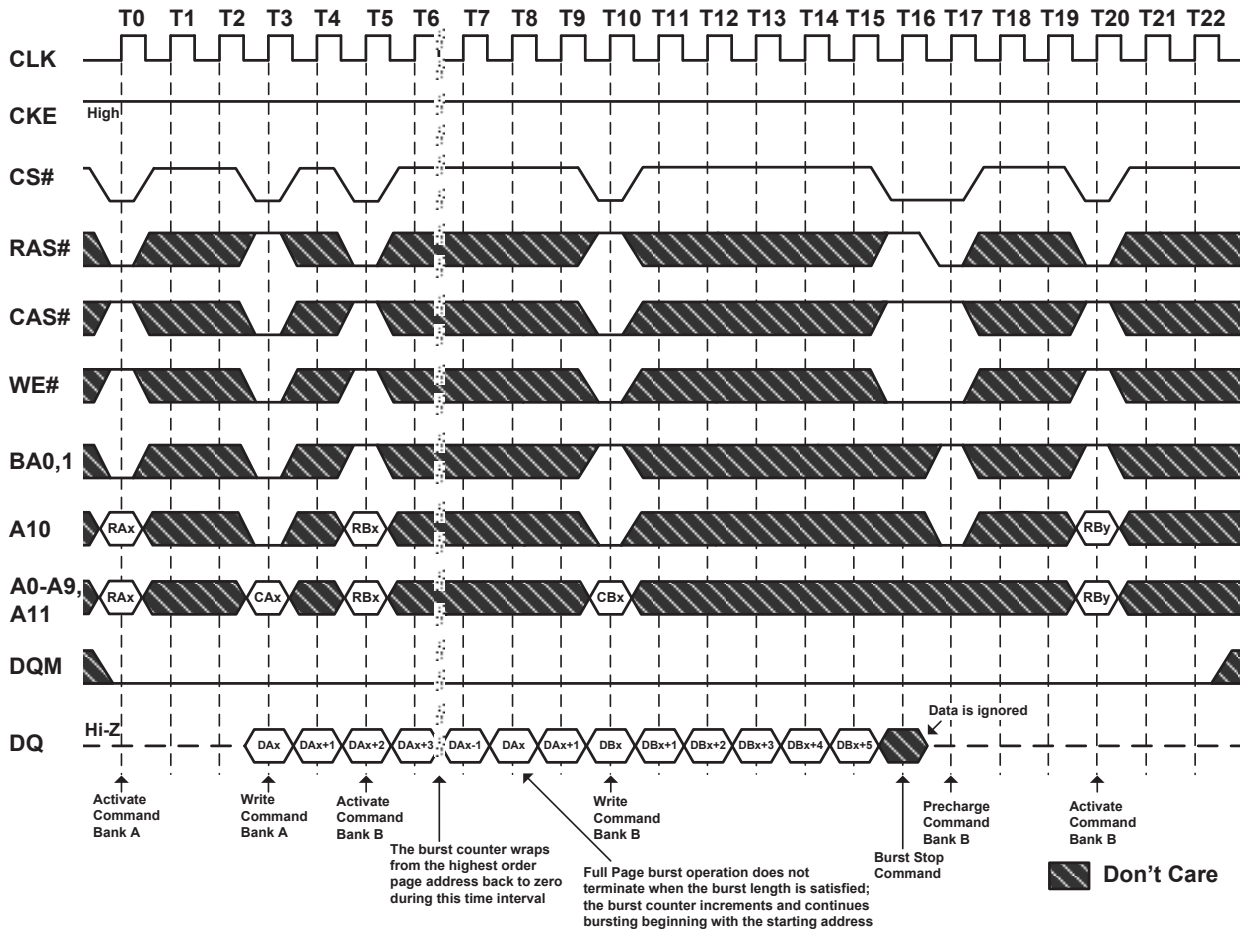 T0 T1 T2 T3 T4 T5 T6 T7 T8 T9 T10 T11 T12 T13 T14 T15 T16 T17 T18 T19 T20 T21 T22
CLK
CKE High
CS#
RAS#
CAS#
WE#
BA0,1
A10 RAx RBx RBy
A0-A9,
A11
RAx CAx RBx CBx RBy
DQM
DQ Hi-Z DAx DAx+1 DAx+2 DAx+3 DAx-1 DAx DAx+1 DBx DBx+1 DBx+2 DBx+3 DBx+4 DBx+5
Data is ignored
Activate
Command
Bank A
Write
Command
Bank A
Activate
Command
Bank B
The burst counter wraps
from the highest order
page address back to zero
during this time interval
Full Page burst operation does not
terminate when the burst length is satisfied;
the burst counter increments and continues
bursting beginning with the starting address
Write
Command
Bank B
Burst Stop
Command
Precharge
Command
Bank B
Activate
Command
Bank B
Don't Care